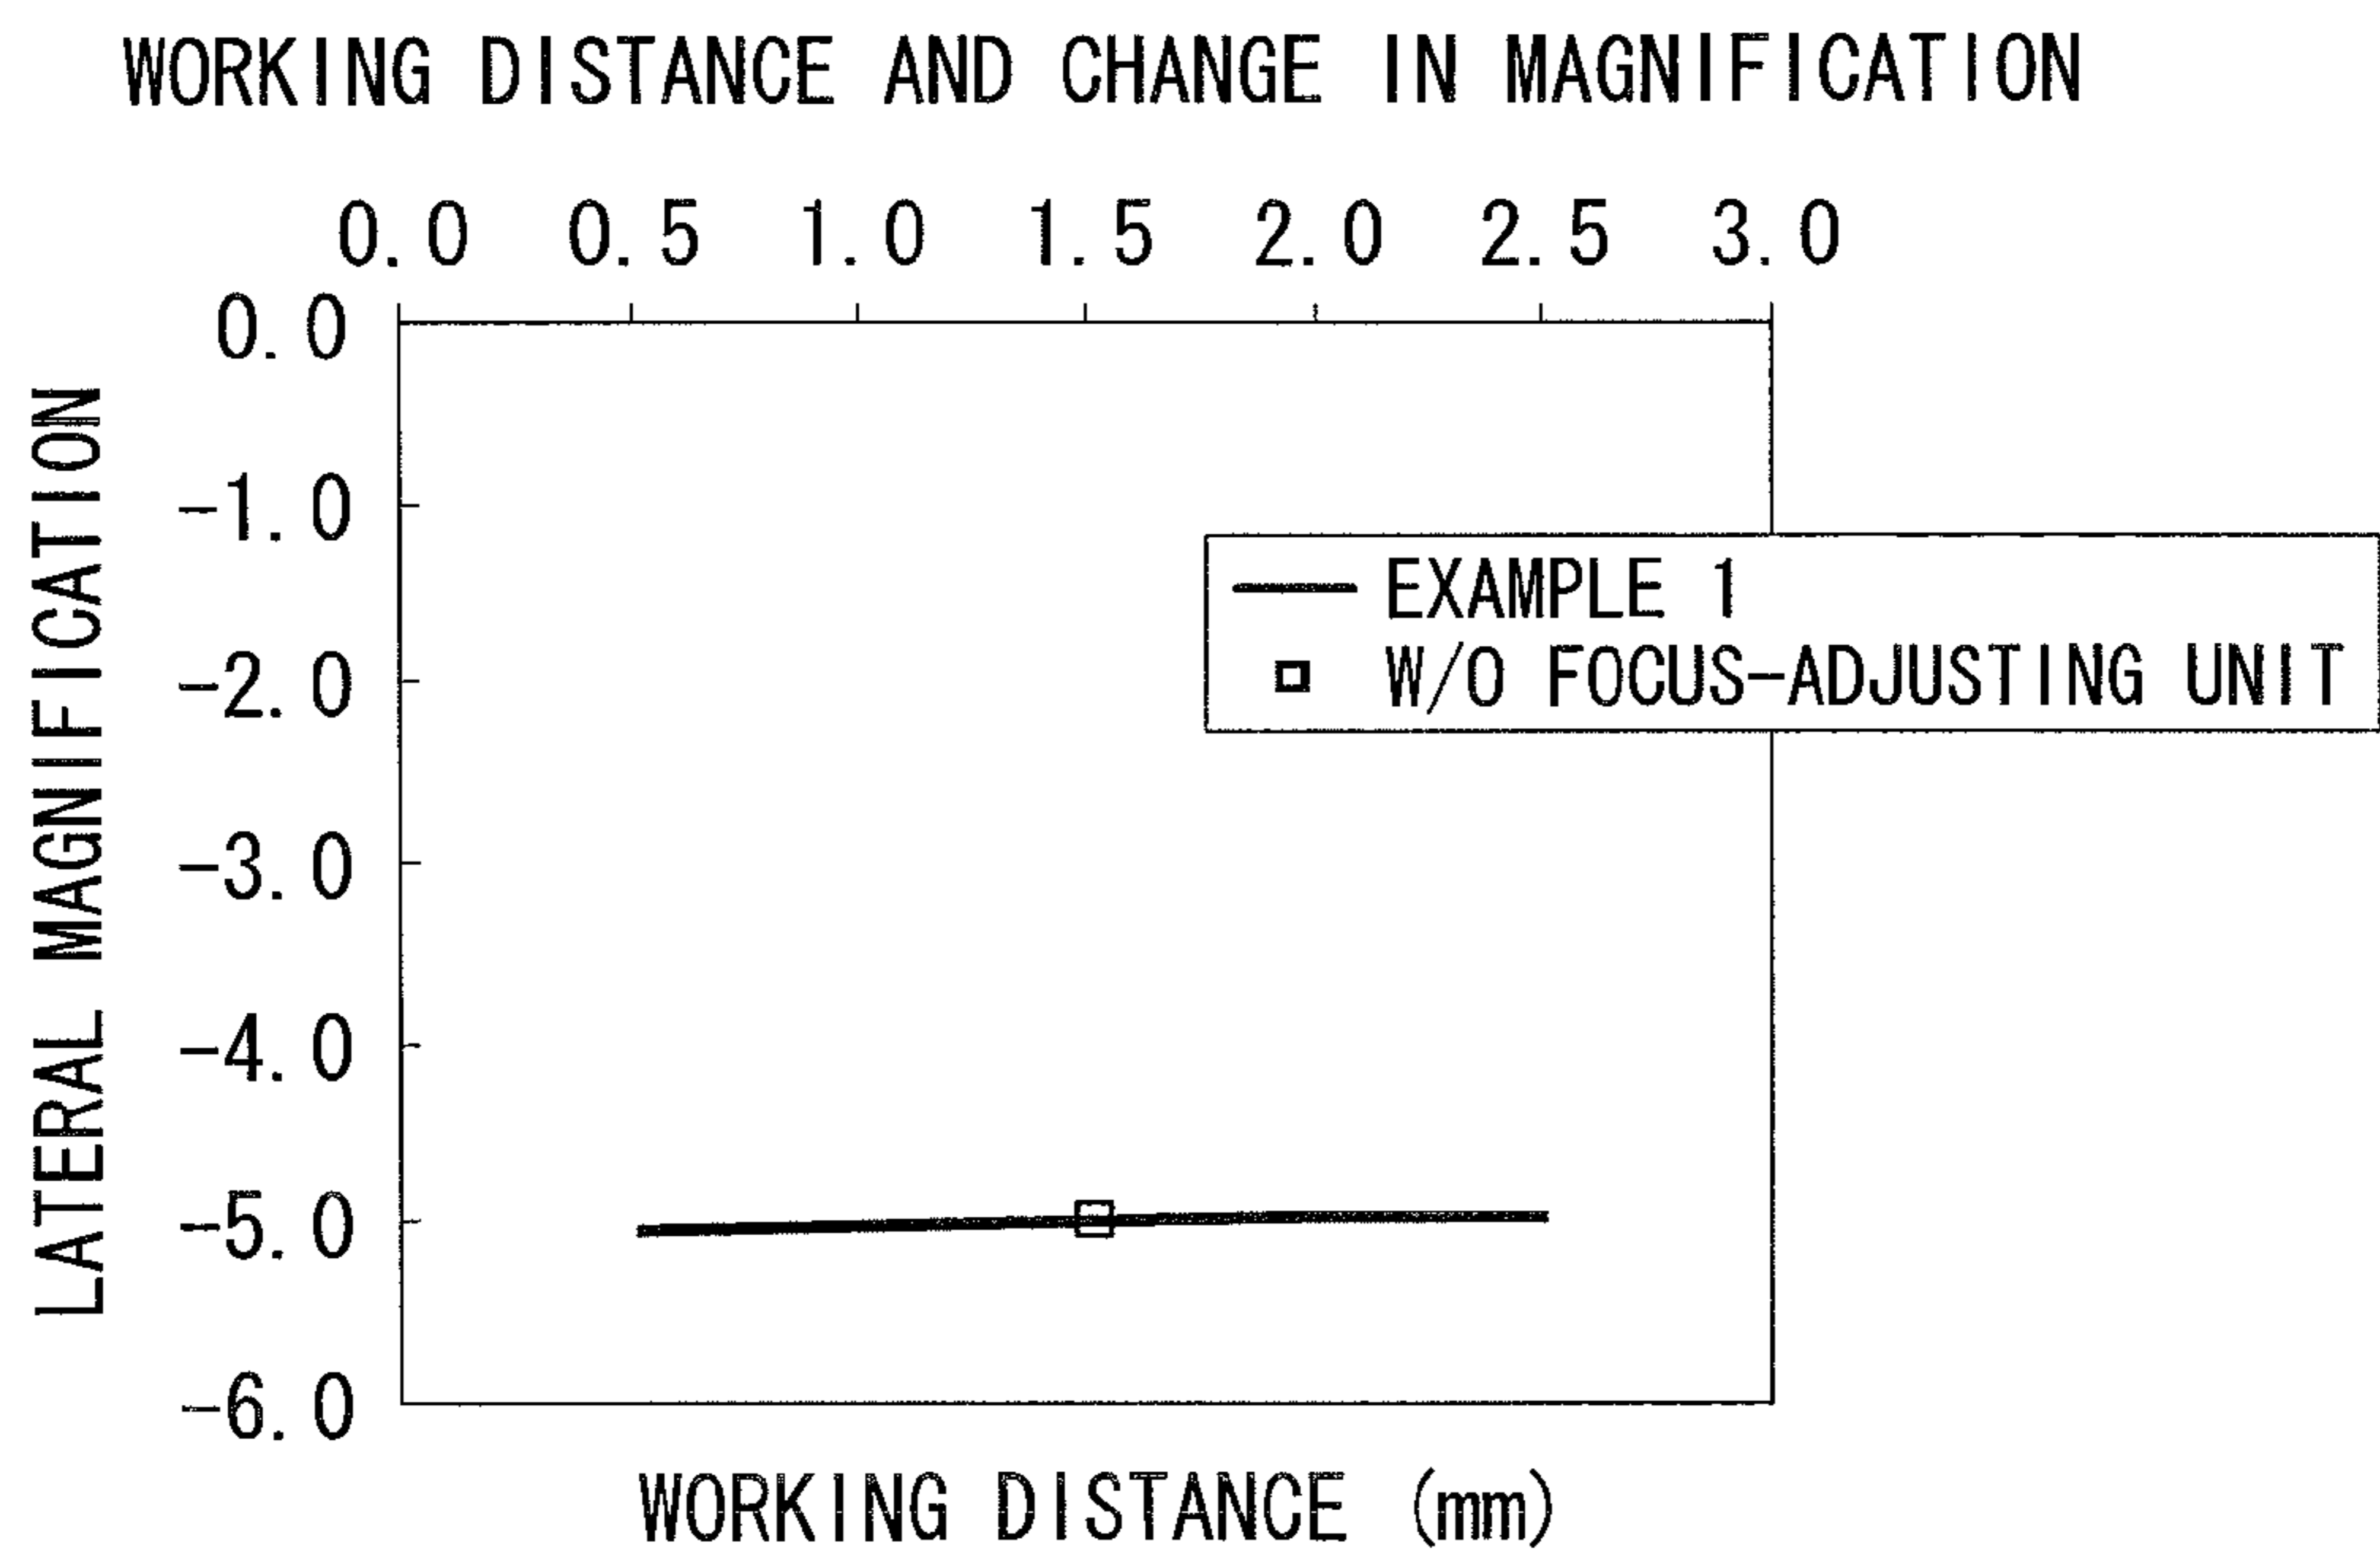 WORKING DISTANCE AND CHANGE IN MAGNIFICATION
0.0 0.5 1.0 1.5 2.0 2.5 3.0
0.0
-1.0
-2.0
-3.0
-4.0
-5.0
-6.0
LATERAL MAGNIFICATION
EXAMPLE 1
W/O FOCUS-ADJUSTING UNIT
WORKING DISTANCE (mm)